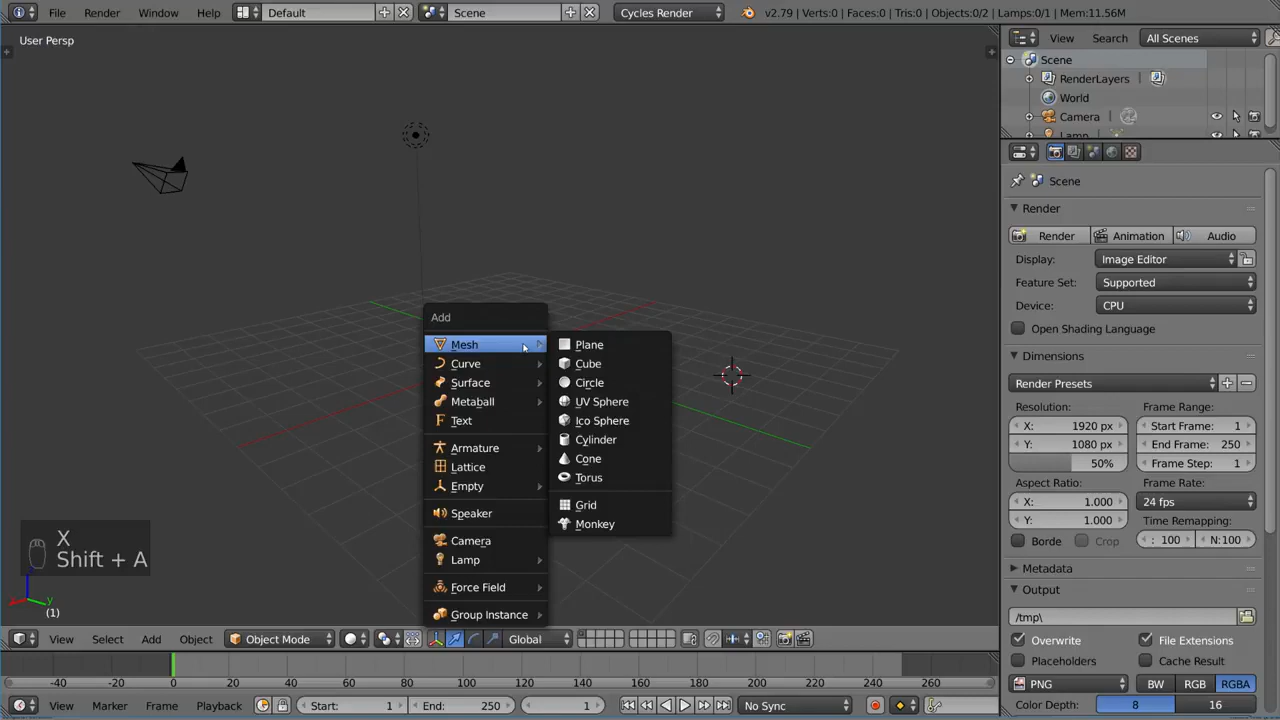 File Render Window Help Default Scene Cycles Render v2.79 | Verts:0 | Faces:0 | Tris:0 | Objects:0/2 | Lamps:0/1 | Mem:11.56M
User Persp
View Search All Scenes
Scene
RenderLayers |
World
Camera
Lamp
Scene
Render
Render Animation Audio
Display: Image Editor
Feature Set: Supported
Device: CPU
Open Shading Language
Dimensions
Render Presets
Resolution: Frame Range:
X: 1920 px Start Frame: 1
Y: 1080 px End Frame: 250
50% Frame Step: 1
Aspect Ratio: Frame Rate:
X: 1.000 24 fps
Y: 1.000 Time Remapping:
Borde Crop : 100 N:100
Metadata
Output
/tmp\
Overwrite File Extensions
Placeholders Cache Result
PNG BW RGB RGBA
Color Depth: 8 16
Add
Mesh
Curve
Surface
Metaball
Text
Armature
Lattice
Empty
Speaker
Camera
Lamp
Force Field
Group Instance
Plane
Cube
Circle
UV Sphere
Ico Sphere
Cylinder
Cone
Torus
Grid
Monkey
X
Shift + A
x y
(1)
View Select Add Object Object Mode Global
-40 -20 0 20 40 60 80 100 120 140 160 180 200 220 240 260
View Marker Frame Playback Start: 1 End: 250 1 No Sync